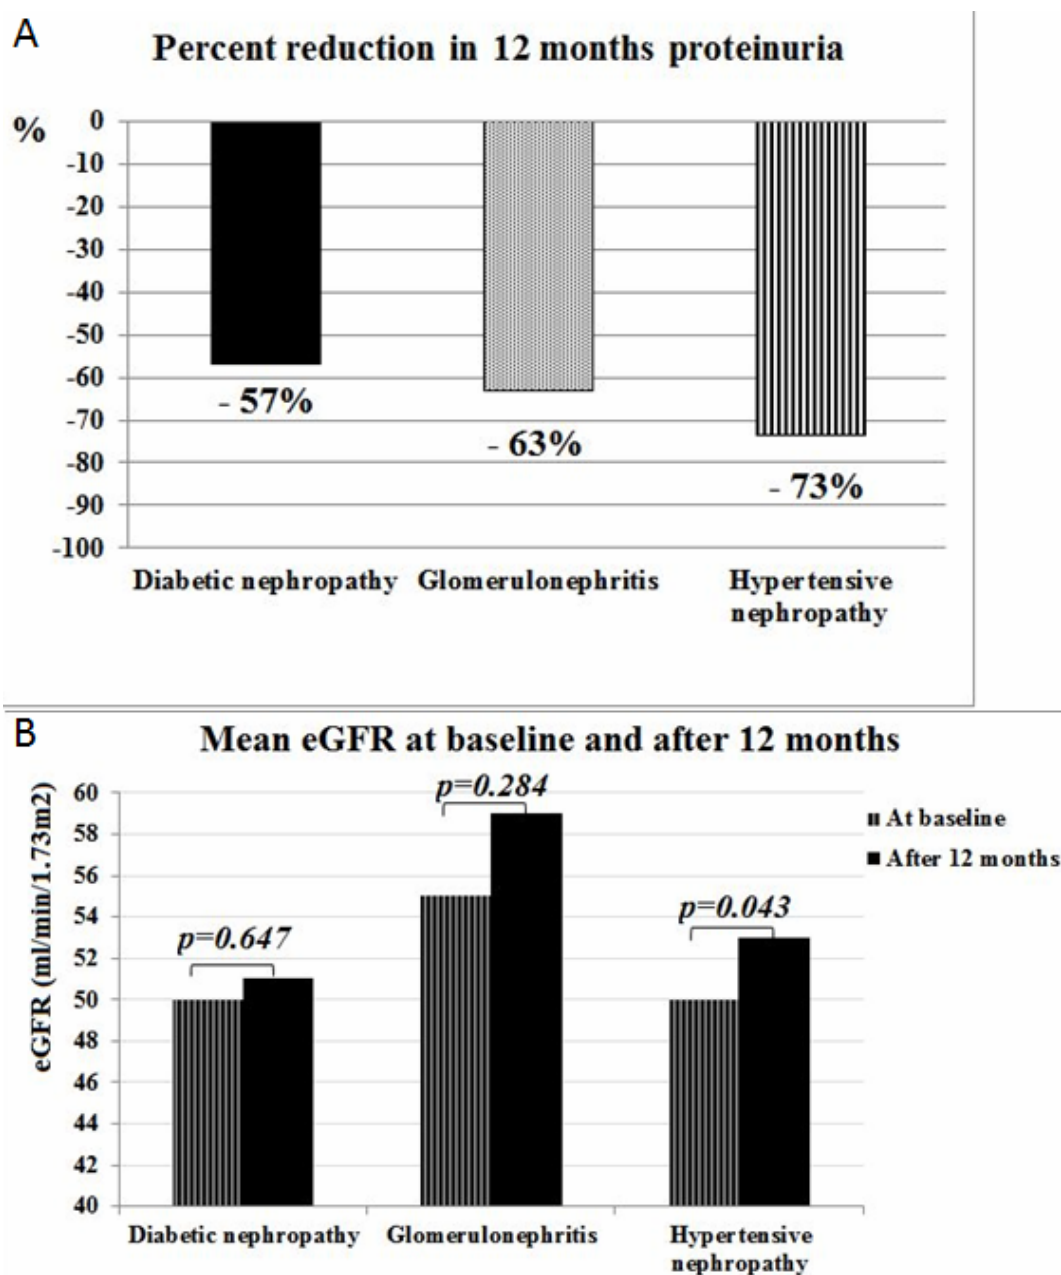 A
Percent reduction in 12 months proteinuria
%
0
-10
-20
-30
-40
-50
-60
-70
-80
-90
-100
- 57%
- 63%
- 73%
Diabetic nephropathy
Glomerulonephritis
Hypertensive
nephropathy
B
Mean eGFR at baseline and after 12 months
eGFR (ml/min/1.73m2)
60
58
56
54
52
50
48
46
44
42
40
p=0.647
p=0.284
p=0.043
At baseline
After 12 months
Diabetic nephropathy
Glomerulonephritis
Hypertensive
nephropathy